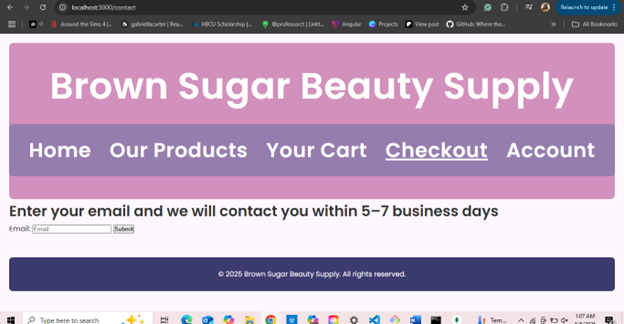 localhost:3000/contact
Relaunch to update
Around the Sims 4 |...
gabriellacarter | Bea...
HBCU Scholarship |...
@professorct | Linkt...
Angular
Projects
View post
GitHub: Where the...
»
All Bookmarks
Brown Sugar Beauty Supply
Home Our Products Your Cart Checkout Account
Enter your email and we will contact you within 5–7 business days
Email: Email Submit
© 2025 Brown Sugar Beauty Supply. All rights reserved.
Type here to search
Tem...
1:07 AM